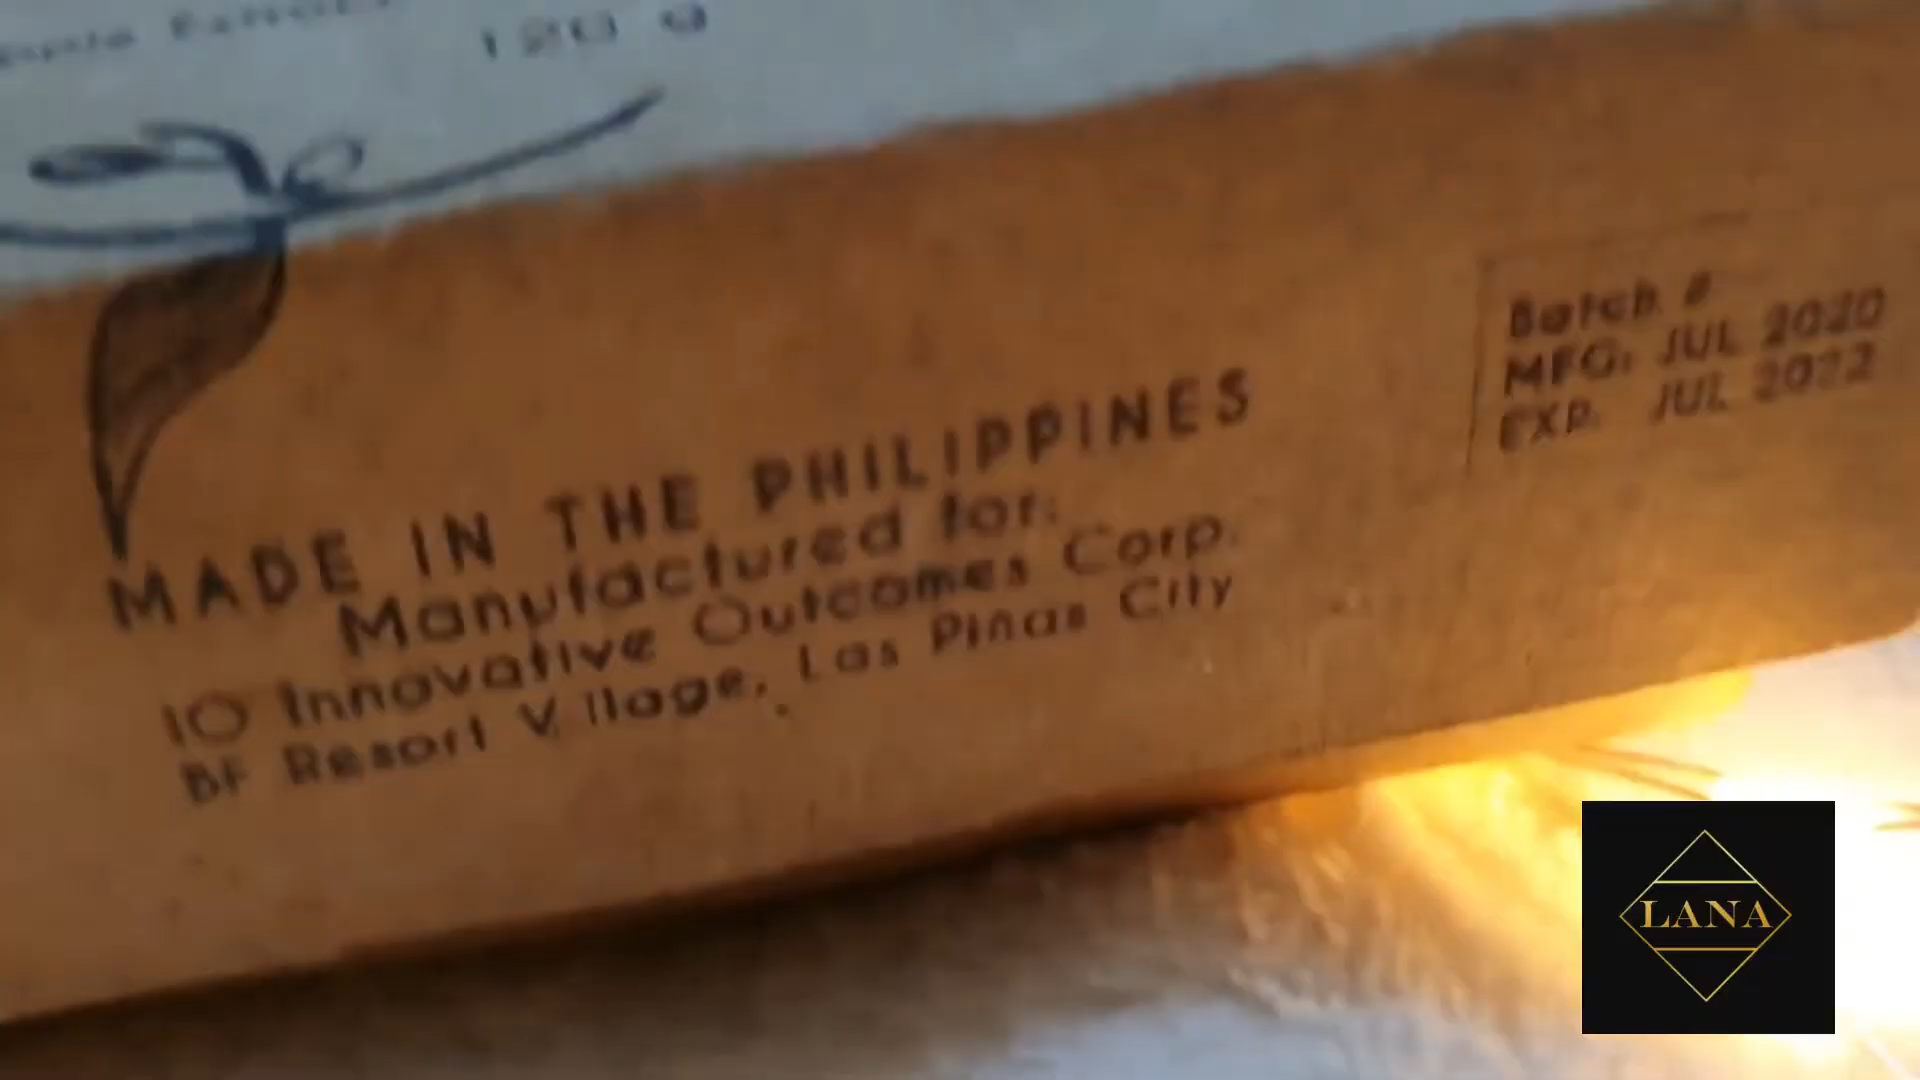 120 g
Batch #
MFG: JUL 2020
EXP. JUL 2022
MADE IN THE PHILIPPINES
Manufactured for:
IO Innovative Outcomes Corp.
BF Resort Village, Las Pinas City
LANA